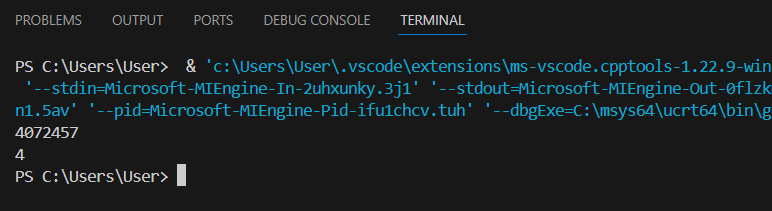 PROBLEMS OUTPUT PORTS DEBUG CONSOLE TERMINAL
PS C:\Users\User>  & 'c:\Users\User\.vscode\extensions\ms-vscode.cpptools-1.22.9-win
'--stdin=Microsoft-MIEngine-In-2uhxunky.3j1' '--stdout=Microsoft-MIEngine-Out-0flzk
n1.5av' '--pid=Microsoft-MIEngine-Pid-ifu1chcv.tuh' '--dbgExe=C:\msys64\ucrt64\bin\g
4072457
4
PS C:\Users\User>